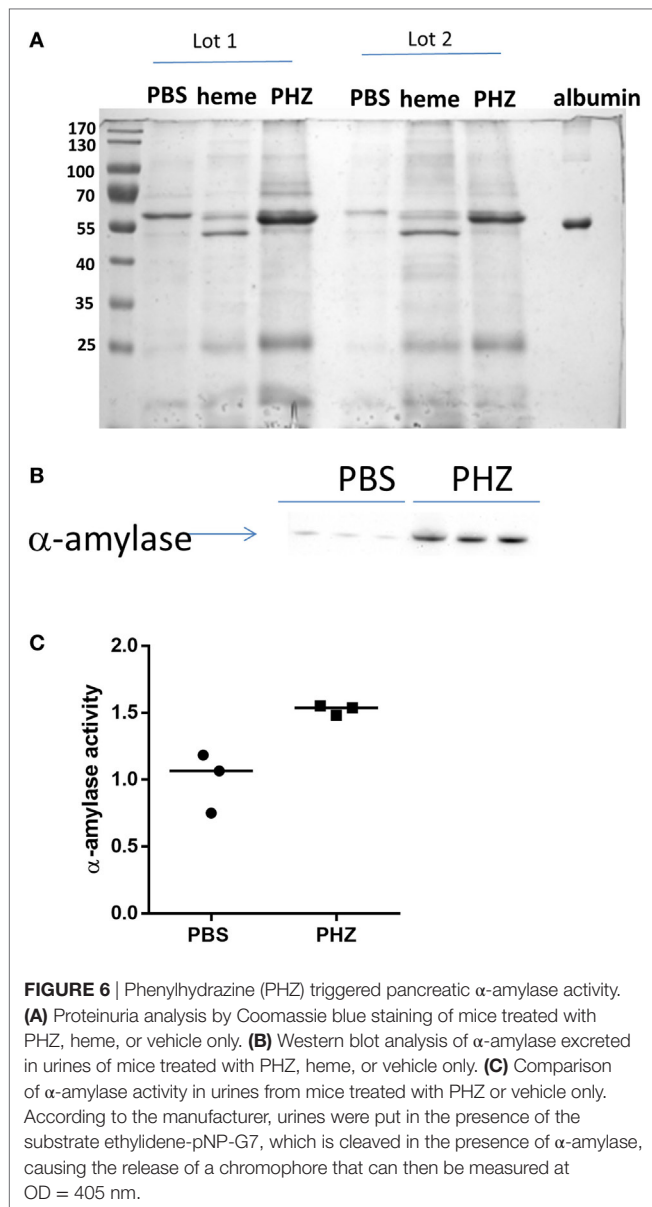 A
Lot 1 Lot 2
PBS heme PHZ PBS heme PHZ albumin
170
130
100
70
55
40
35
25
B
PBS PHZ
α-amylase
C
2.0
1.5
1.0
0.5
0.0
α-amylase activity
PBS PHZ
FIGURE 6 | Phenylhydrazine (PHZ) triggered pancreatic α-amylase activity.
(A) Proteinuria analysis by Coomassie blue staining of mice treated with
PHZ, heme, or vehicle only. (B) Western blot analysis of α-amylase excreted
in urines of mice treated with PHZ, heme, or vehicle only. (C) Comparison
of α-amylase activity in urines from mice treated with PHZ or vehicle only.
According to the manufacturer, urines were put in the presence of the
substrate ethylidene-pNP-G7, which is cleaved in the presence of α-amylase,
causing the release of a chromophore that can then be measured at
OD = 405 nm.